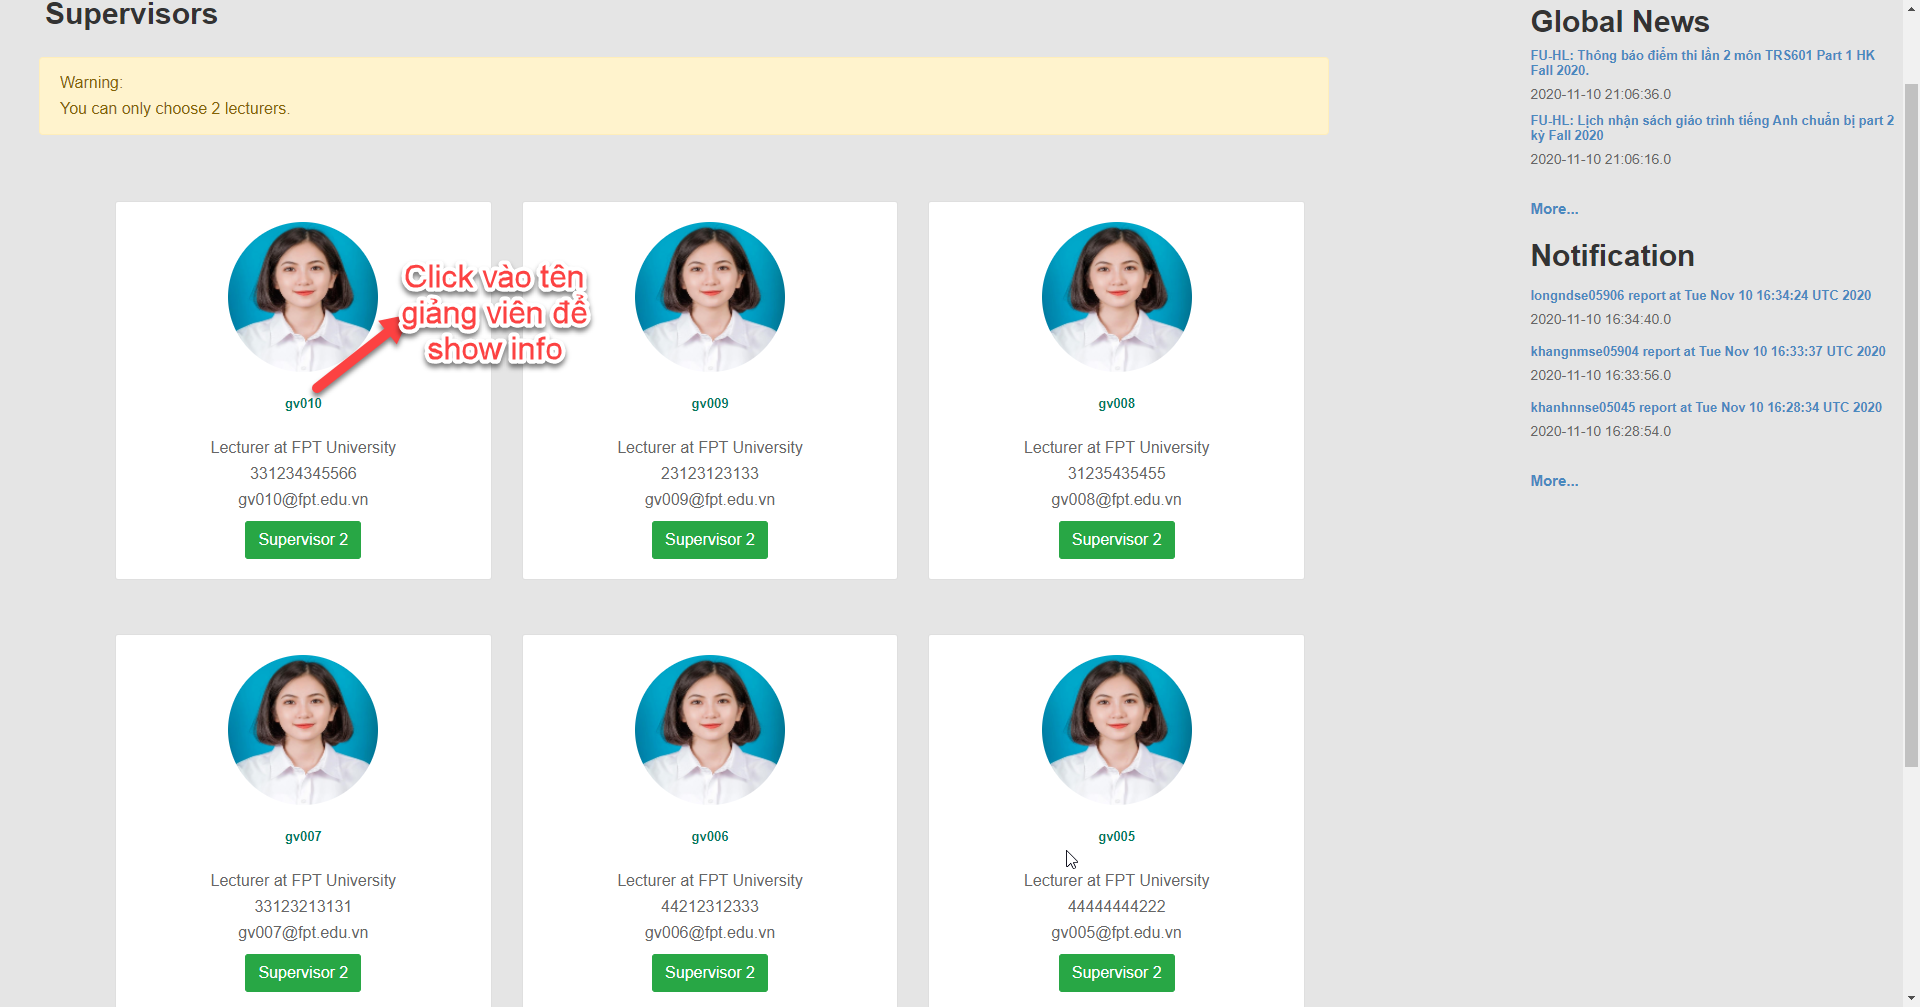 Supervisors
Warning:
You can only choose 2 lecturers.
Click vào tên
giảng viên để
show info
gv010
Lecturer at FPT University
331234345566
gv010@fpt.edu.vn
Supervisor 2
gv009
Lecturer at FPT University
23123123133
gv009@fpt.edu.vn
Supervisor 2
gv008
Lecturer at FPT University
31235435455
gv008@fpt.edu.vn
Supervisor 2
gv007
Lecturer at FPT University
33123213131
gv007@fpt.edu.vn
Supervisor 2
gv006
Lecturer at FPT University
44212312333
gv006@fpt.edu.vn
Supervisor 2
gv005
Lecturer at FPT University
44444444222
gv005@fpt.edu.vn
Supervisor 2
Global News
FU-HL: Thông báo điểm thi lần 2 môn TRS601 Part 1 HK
Fall 2020.
2020-11-10 21:06:36.0
FU-HL: Lịch nhận sách giáo trình tiếng Anh chuẩn bị part 2
kỳ Fall 2020
2020-11-10 21:06:16.0
More...
Notification
longndse05906 report at Tue Nov 10 16:34:24 UTC 2020
2020-11-10 16:34:40.0
khangnmse05904 report at Tue Nov 10 16:33:37 UTC 2020
2020-11-10 16:33:56.0
khanhnnse05045 report at Tue Nov 10 16:28:34 UTC 2020
2020-11-10 16:28:54.0
More...